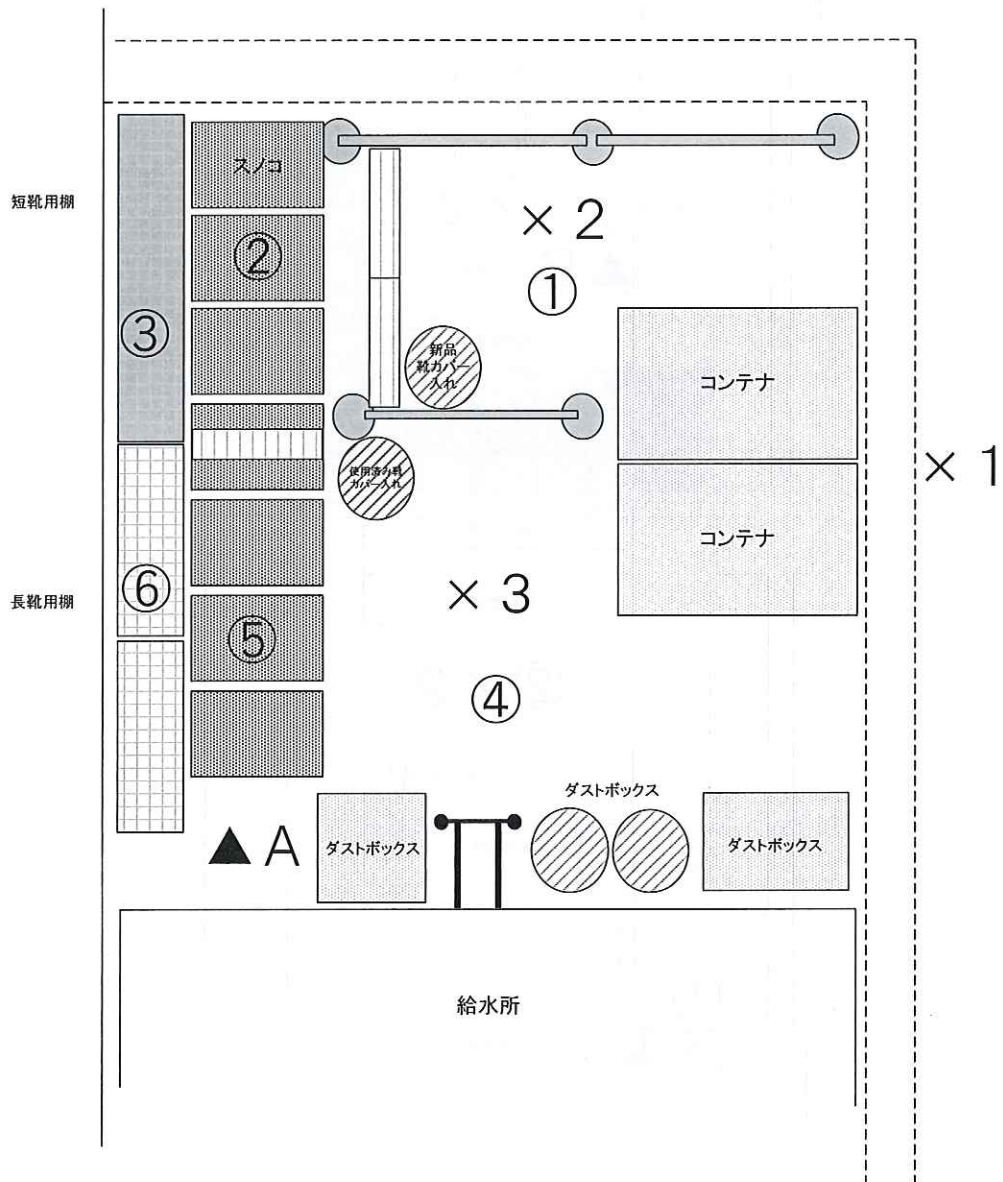 スノコ
短靴用棚
× 2
②
①
③
新品
靴カバー
入れ
コンテナ
× 1
使用済み靴
カバー入れ
コンテナ
⑥
長靴用棚
× 3
⑤
④
ダストボックス
▲ A
ダストボックス
ダストボックス
給水所